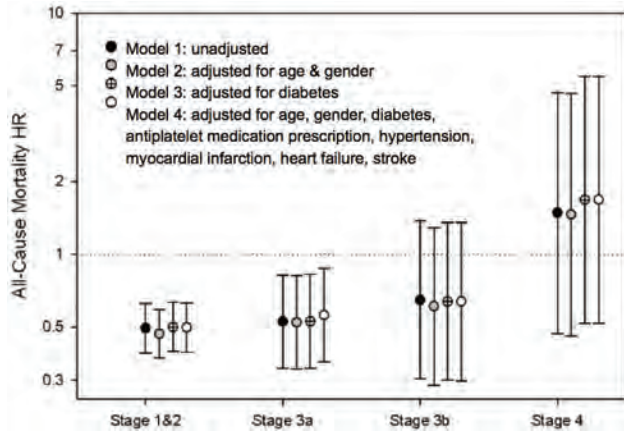 10
7
5
2
1
0.5
0.3
All-Cause Mortality HR
Model 1: unadjusted
Model 2: adjusted for age & gender
Model 3: adjusted for diabetes
Model 4: adjusted for age, gender, diabetes,
antiplatelet medication prescription, hypertension,
myocardial infarction, heart failure, stroke
Stage 1&2
Stage 3a
Stage 3b
Stage 4